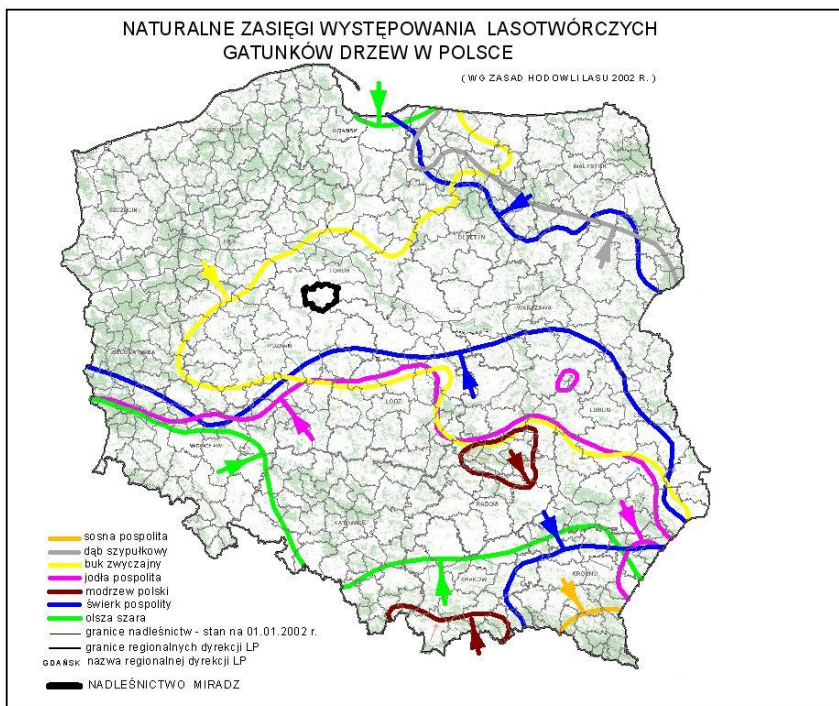 NATURALNE ZASIĘGI WYSTĘPOWANIA LASOTWÓRCZYCH
GATUNKÓW DRZEW W POLSCE
( WG ZASAD HODOWLI LASU 2002 R. )
GDAŃSK
BIAŁYSTOK
SZCZECIN
OLSZTYN
TORUŃ
WARSZAWA
POZNAŃ
ZIELONA GÓRA
ŁÓDŹ
LUBLIN
WROCŁAW
RADOM
KATOWICE
KRAKÓW
KROSNO
sosna pospolita
dąb szypułkowy
buk zwyczajny
jodła pospolita
modrzew polski
świerk pospolity
olsza szara
granice nadleśnictw - stan na 01.01.2002 r.
granice regionalnych dyrekcji LP
GDAŃSK nazwa regionalnej dyrekcji LP
NADLEŚNICTWO MIRADZ